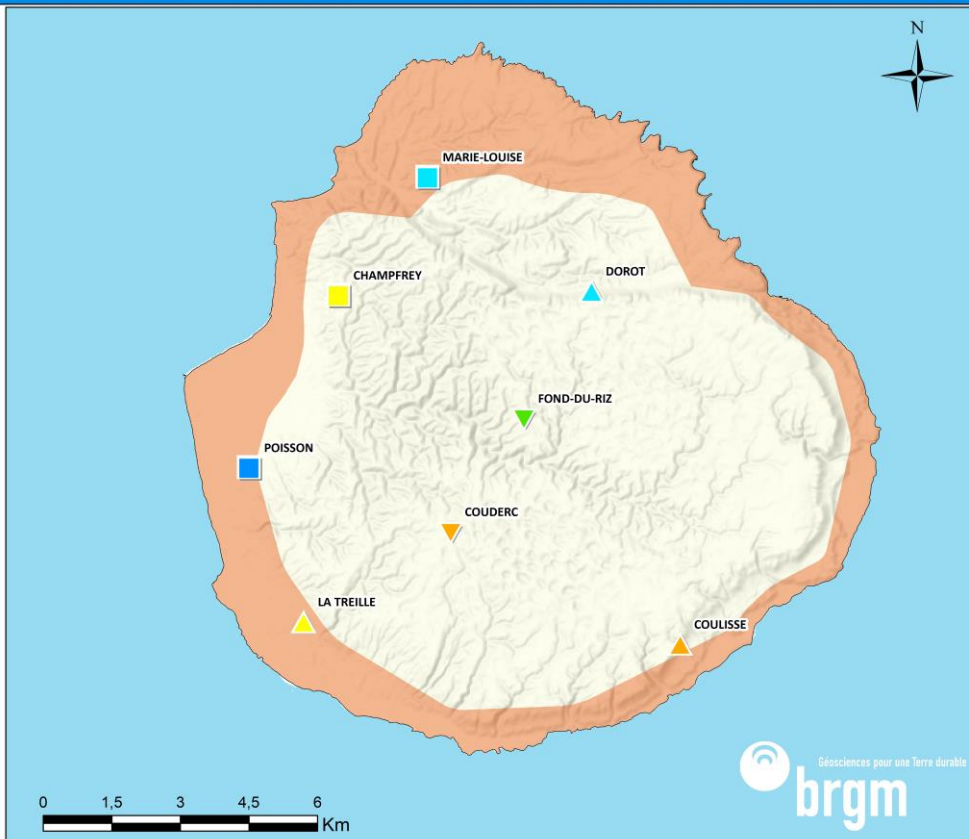 N
MARIE-LOUISE
CHAMPFREY
DOROT
FOND-DU-RIZ
POISSON
COUDERC
LA TREILLE
COULISSE
Géosciences pour une Terre durable
brgm
0 1,5 3 4,5 6
Km